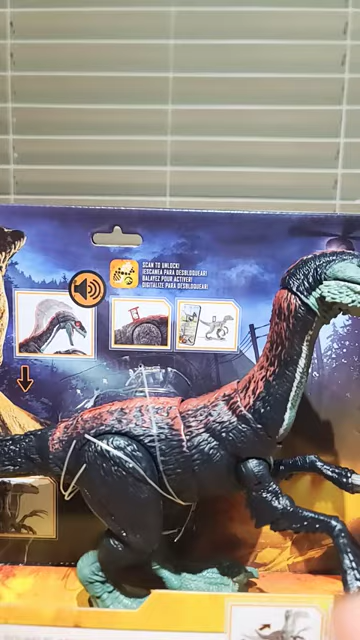 SCAN TO UNLOCK!
¡ESCANEA PARA DESBLOQUEAR!
BALAYEZ POUR ACTIVER!
DIGITALIZE PARA DESBLOQUEAR!